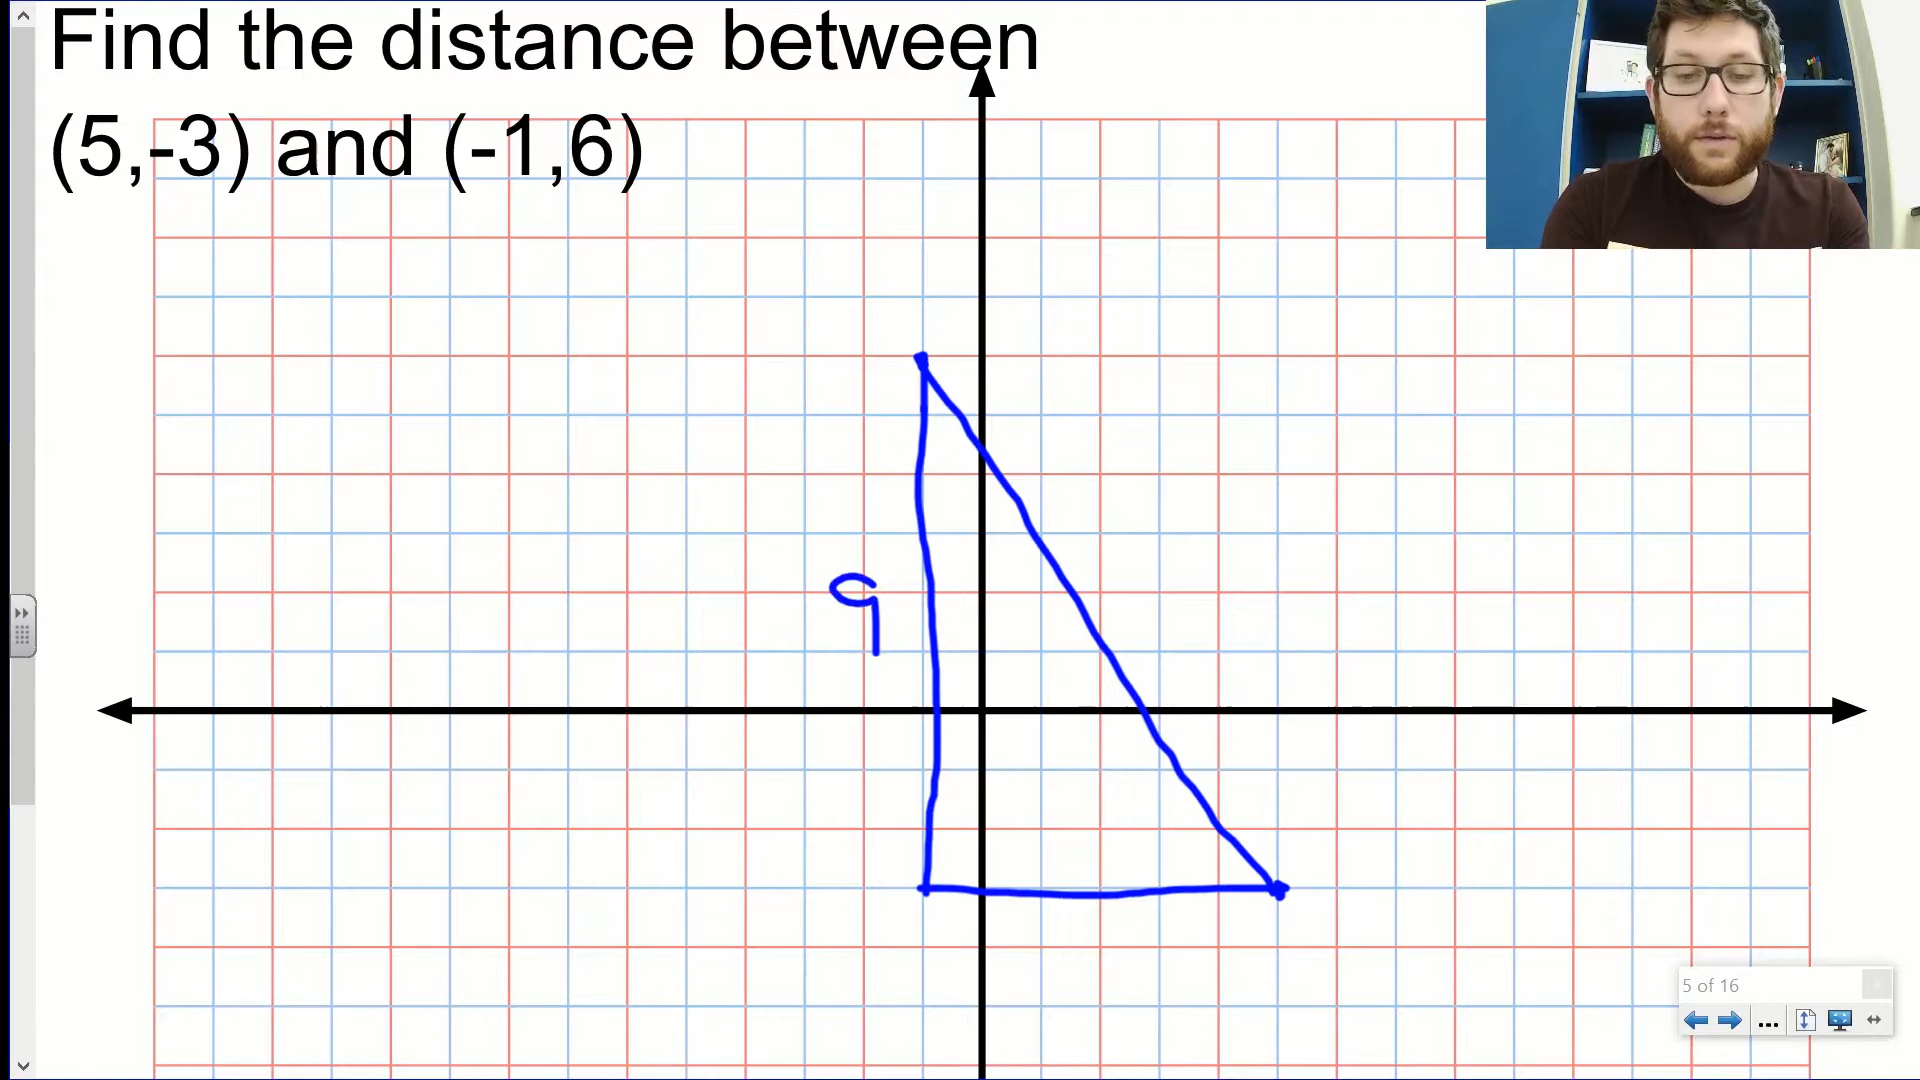 Find the distance between
(5,-3) and (-1,6)
9
5 of 16
...